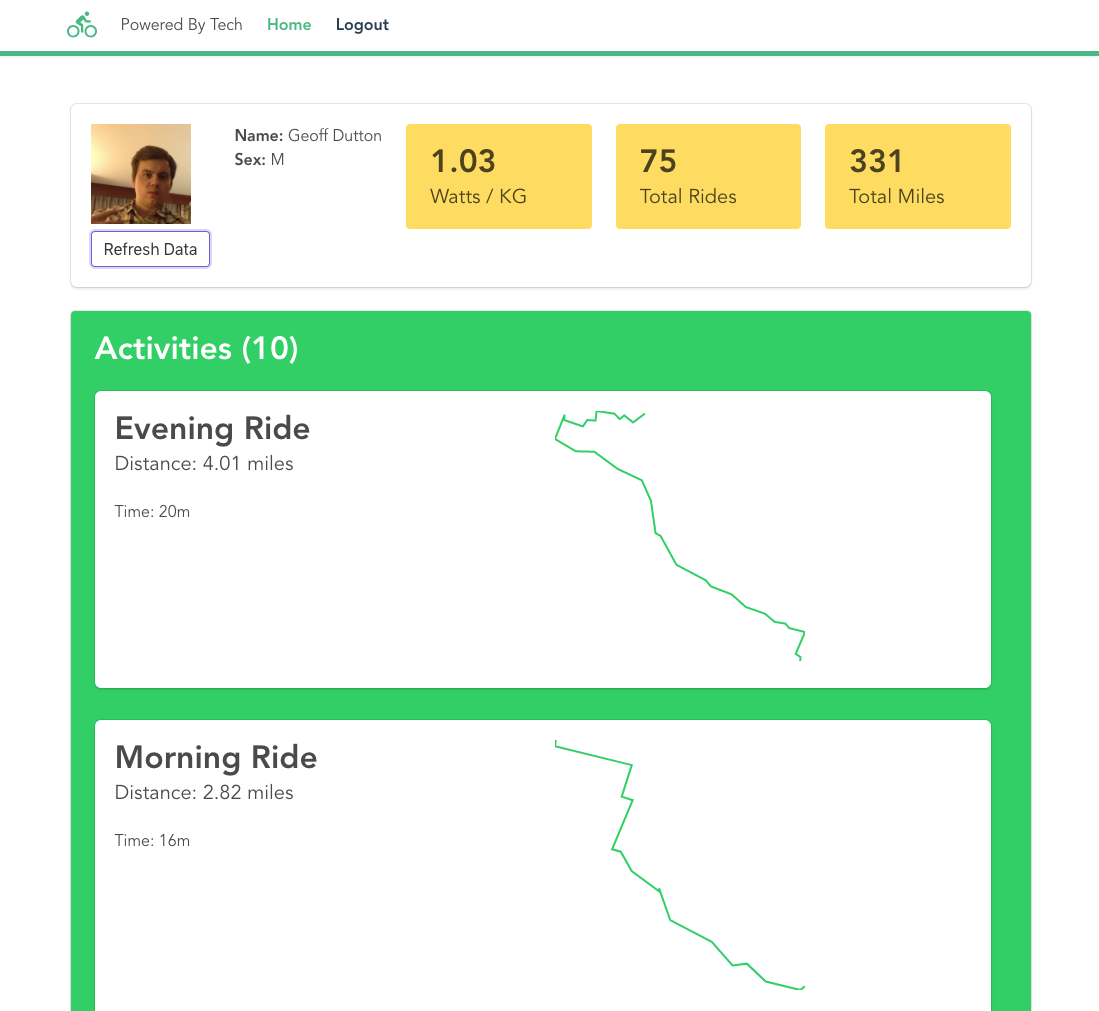 Powered By Tech Home Logout
Name: Geoff Dutton
Sex: M
1.03
Watts / KG
75
Total Rides
331
Total Miles
Refresh Data
Activities (10)
Evening Ride
Distance: 4.01 miles
Time: 20m
Morning Ride
Distance: 2.82 miles
Time: 16m